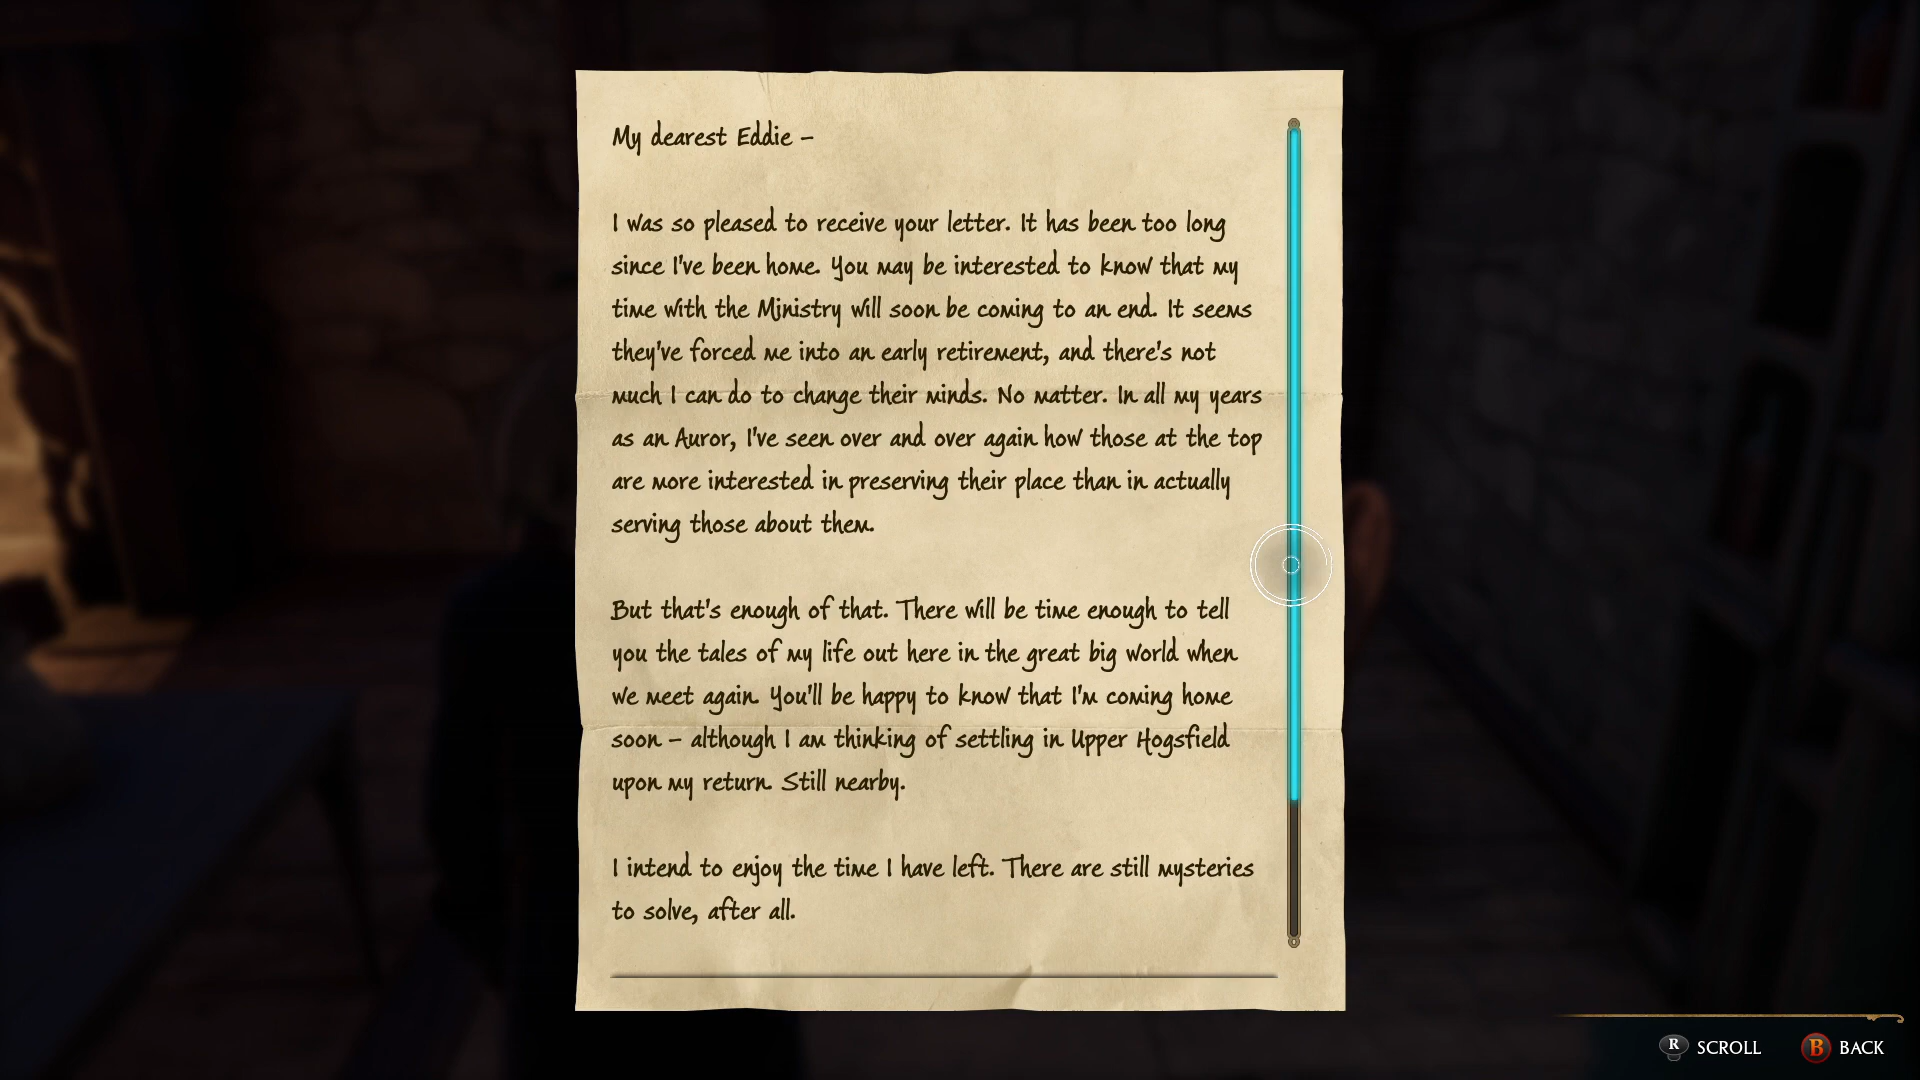 My dearest Eddie –
I was so pleased to receive your letter. It has been too long
since I've been home. You may be interested to know that my
time with the Ministry will soon be coming to an end. It seems
they've forced me into an early retirement, and there's not
much I can do to change their minds. No matter. In all my years
as an Auror, I've seen over and over again how those at the top
are more interested in preserving their place than in actually
serving those about them.
But that's enough of that. There will be time enough to tell
you the tales of my life out here in the great big world when
we meet again. You'll be happy to know that I'm coming home
soon – although I am thinking of settling in Upper Hogsfield
upon my return. Still nearby.
I intend to enjoy the time I have left. There are still mysteries
to solve, after all.
R SCROLL B BACK